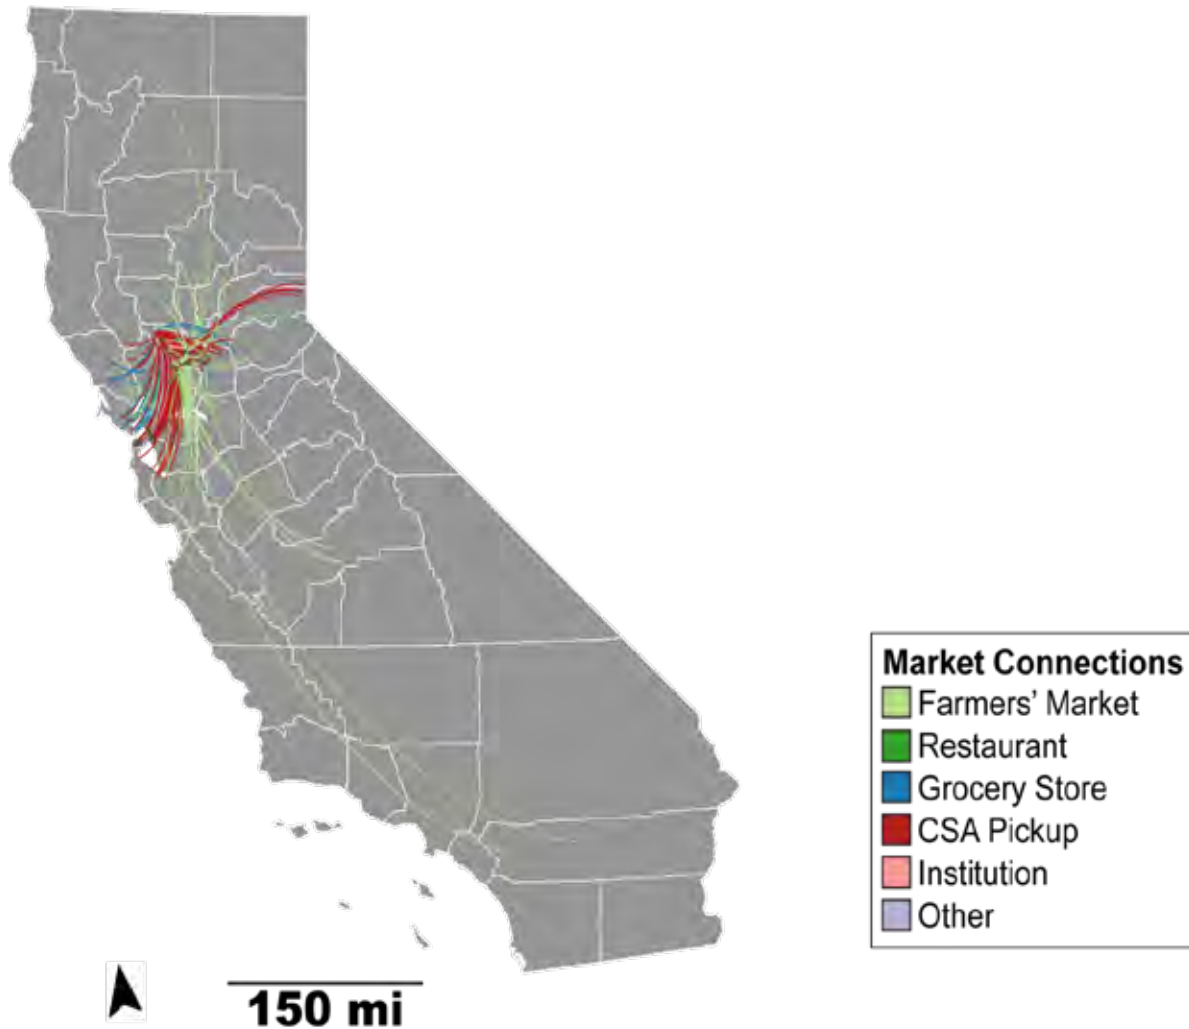 Market Connections
Farmers' Market
Restaurant
Grocery Store
CSA Pickup
Institution
Other
150 mi